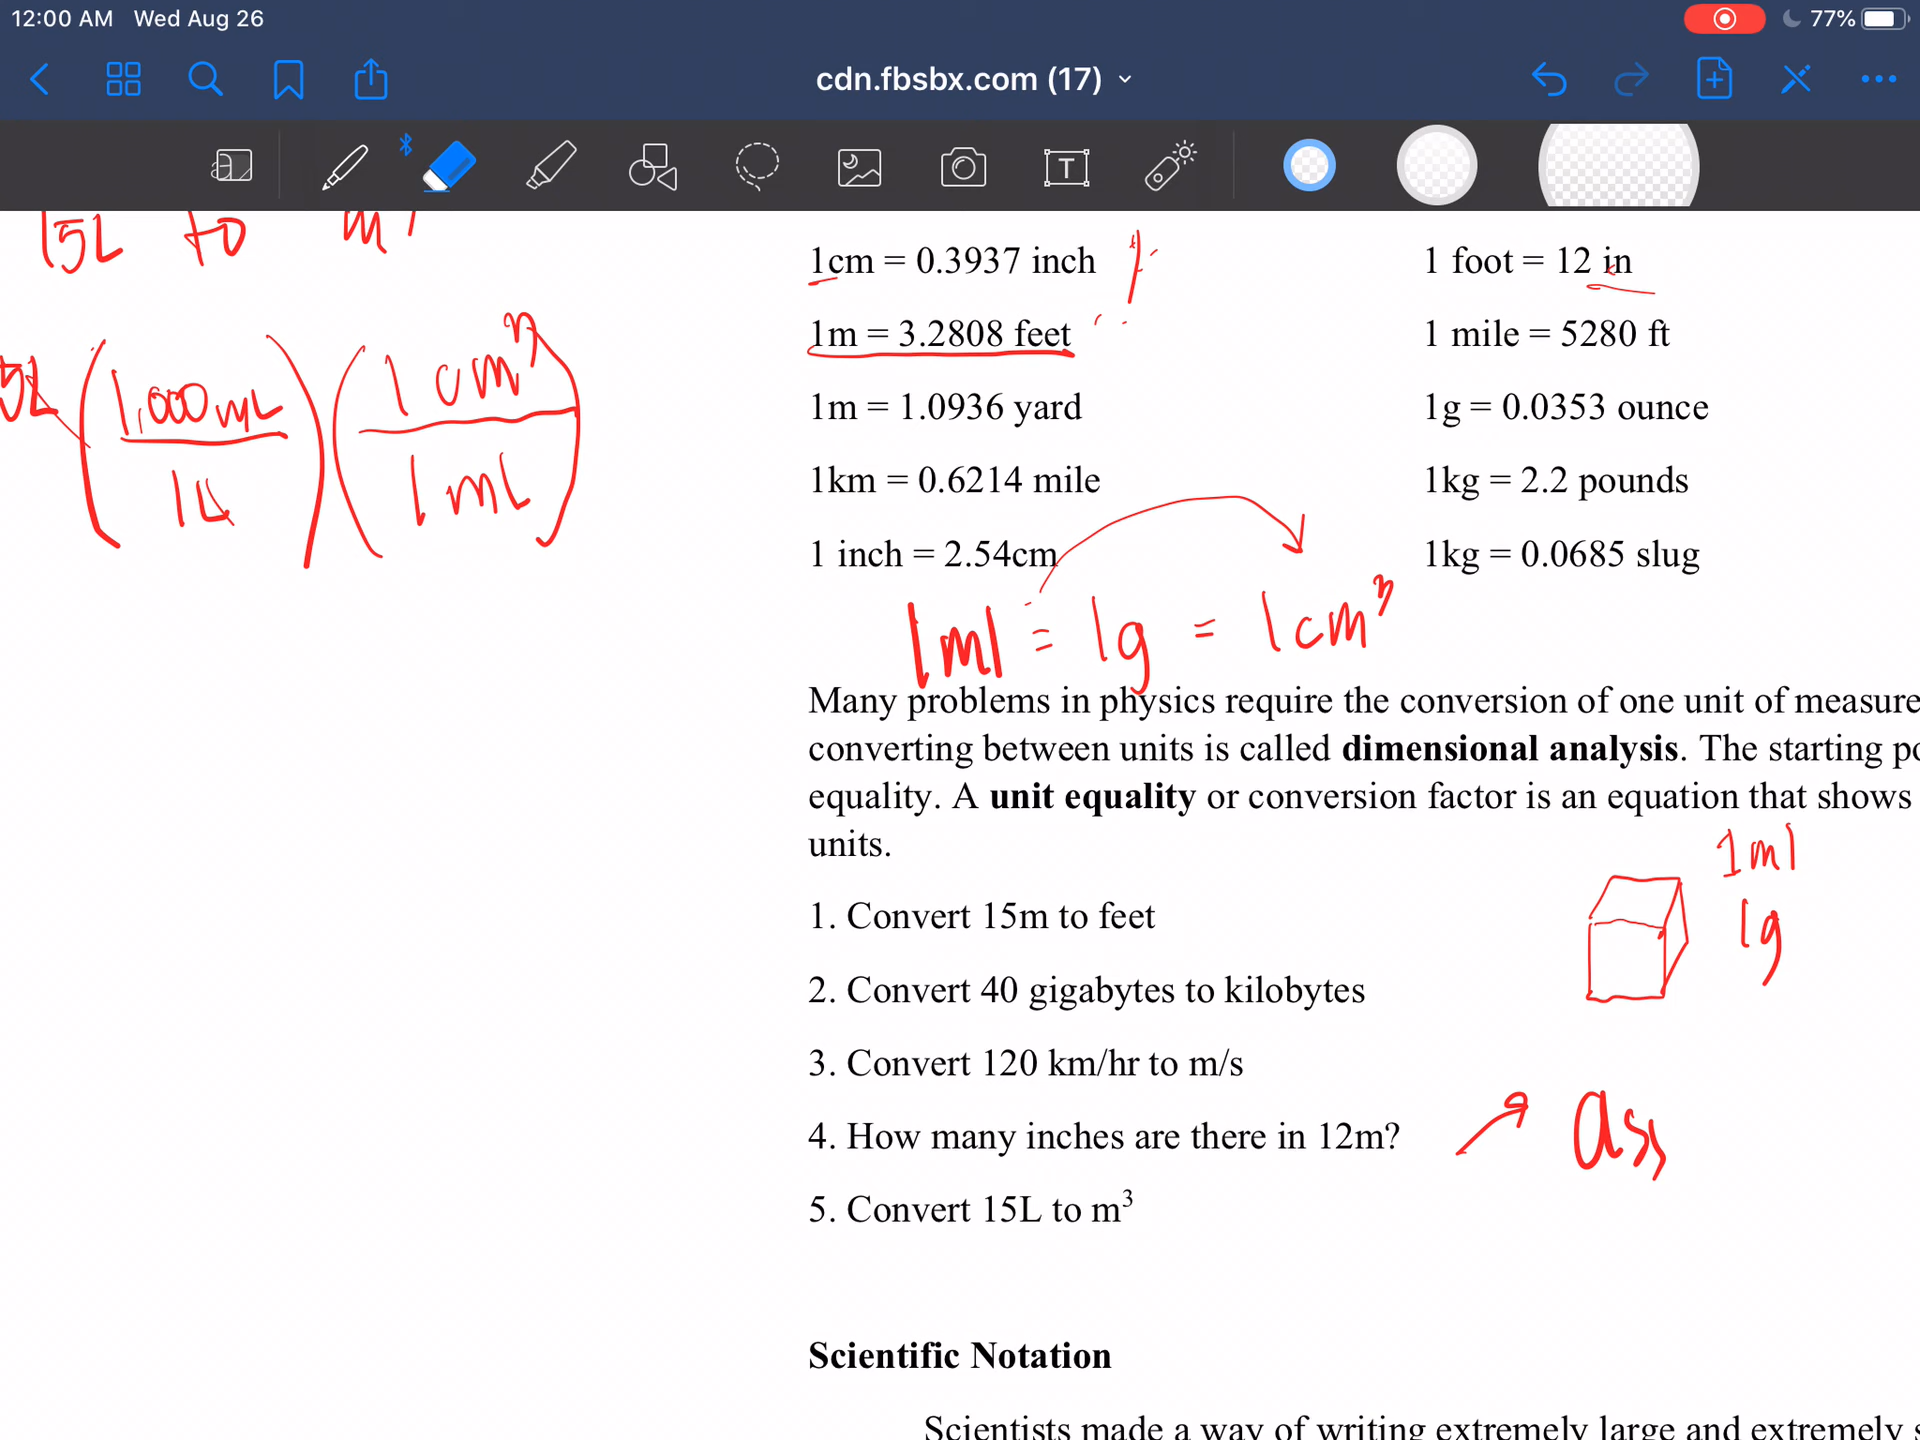 12:00 AM Wed Aug 26
77%
cdn.fbsbx.com (17)
T
15L to m³
1cm = 0.3937 inch
1 foot = 12 in
1m = 3.2808 feet
1 mile = 5280 ft
1m = 1.0936 yard
1g = 0.0353 ounce
1km = 0.6214 mile
1kg = 2.2 pounds
1 inch = 2.54cm
1kg = 0.0685 slug
5L (1,000mL / 1L) (1cm³ / 1mL)
1ml = 1g = 1cm³
Many problems in physics require the conversion of one unit of measure
converting between units is called dimensional analysis. The starting
equality. A unit equality or conversion factor is an equation that shows
units.
1ml
1g
1. Convert 15m to feet
2. Convert 40 gigabytes to kilobytes
3. Convert 120 km/hr to m/s
4. How many inches are there in 12m?
ass
5. Convert 15L to m³
Scientific Notation
Scientists made a way of writing extremely large and extremely